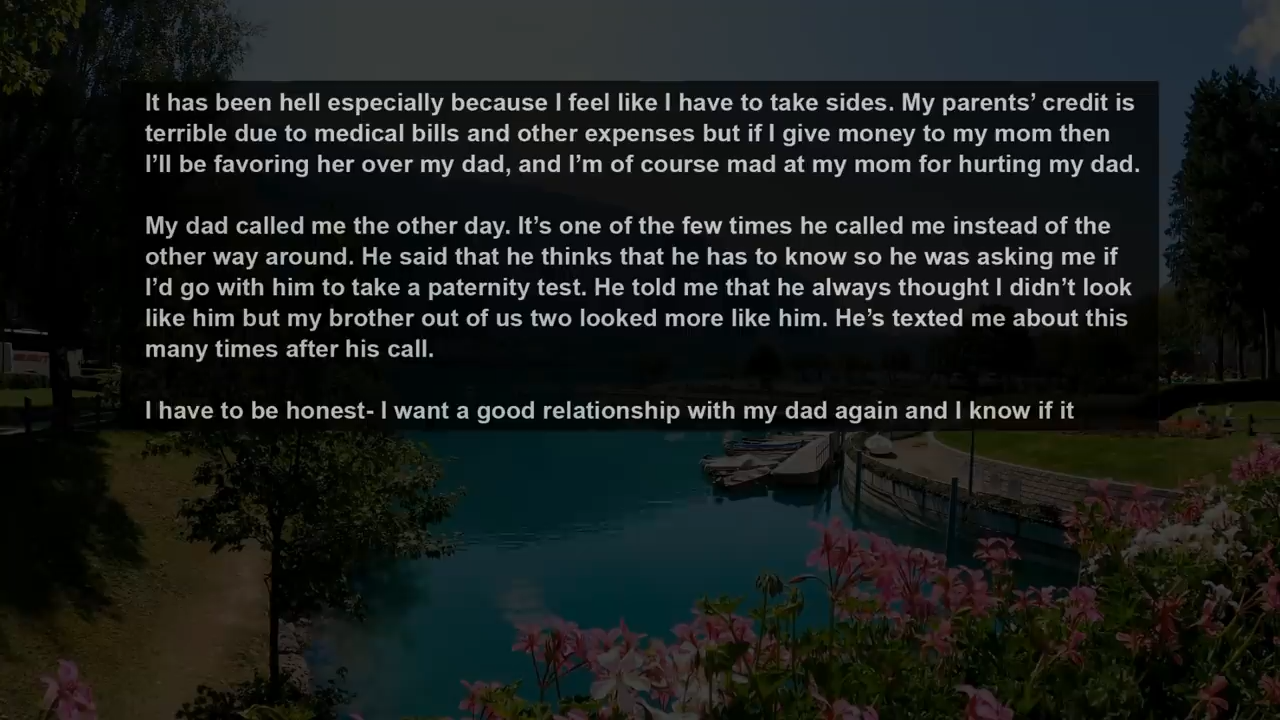 It has been hell especially because I feel like I have to take sides. My parents’ credit is
terrible due to medical bills and other expenses but if I give money to my mom then
I’ll be favoring her over my dad, and I’m of course mad at my mom for hurting my dad.
My dad called me the other day. It’s one of the few times he called me instead of the
other way around. He said that he thinks that he has to know so he was asking me if
I’d go with him to take a paternity test. He told me that he always thought I didn’t look
like him but my brother out of us two looked more like him. He’s texted me about this
many times after his call.
I have to be honest- I want a good relationship with my dad again and I know if it